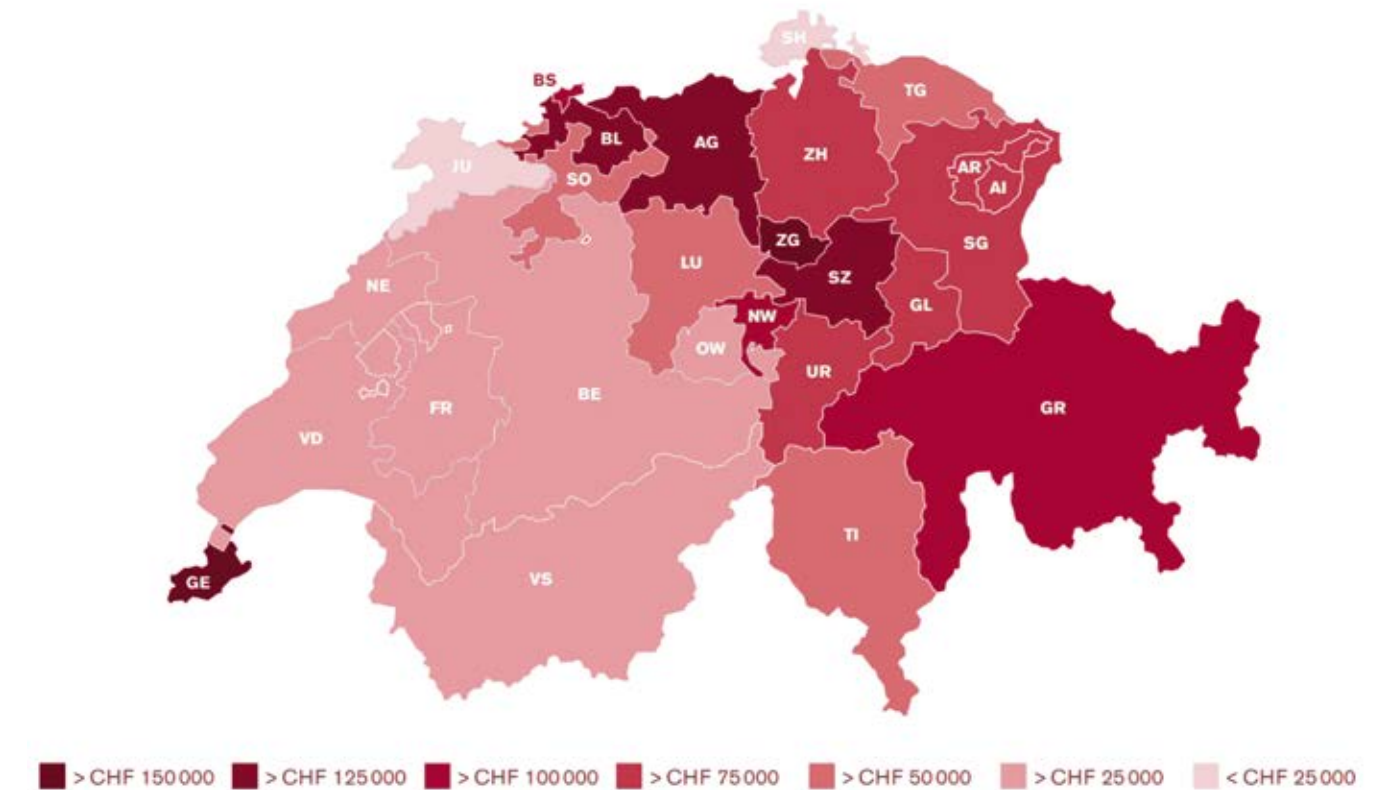 SH
BS
TG
BL
AG
ZH
JU
SO
AR
AI
ZG
SG
LU
SZ
NE
GL
NW
OW
UR
BE
FR
GR
VD
TI
VS
GE
> CHF 150 000
> CHF 125 000
> CHF 100 000
> CHF 75 000
> CHF 50 000
> CHF 25 000
< CHF 25 000